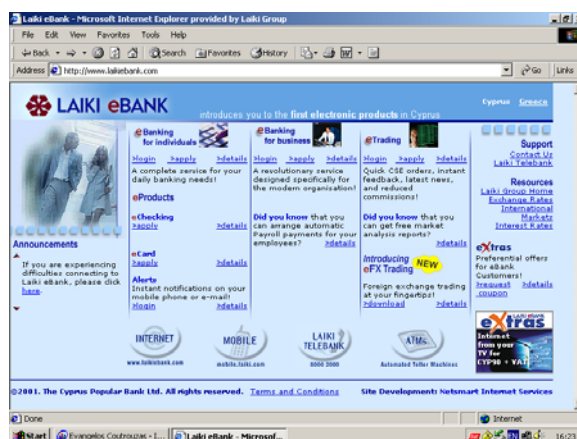 Laiki eBank - Microsoft Internet Explorer provided by Laiki Group
File Edit View Favorites Tools Help
Back Search Favorites History
Address http://www.laikiebank.com Go Links
LAIKI eBANK
introduces you to the first electronic products in Cyprus
Cyprus Greece
Announcements
If you are experiencing
difficulties connecting to
Laiki eBank, please click
here.
eBanking
for individuals
>login >apply >details
A complete service for your
daily banking needs!
eProducts
eChecking
>apply >details
eCard
>apply >details
Alerts
Instant notifications on your
mobile phone or e-mail!
>login >details
eBanking
for business
>login >apply >details
A revolutionary service
designed specifically for
the modern organisation!
Did you know that you
can arrange automatic
Payroll payments for your
employees? >details
eTrading
>login >apply >details
Quick CSE orders, instant
feedback, latest news,
and reduced
commissions!
Did you know that you
can get free market
analysis reports?
>details
Introducing NEW
eFX Trading
Foreign exchange trading
at your fingertips!
>download >details
Support
Contact Us
Laiki Telebank
Resources
Laiki Group Home
Exchange Rates
International
Markets
Interest Rates
eXtras
Preferential offers
for eBank
Customers!
>request >details
coupon
eXtras
Internet
from your
TV for
CYP90 + VAT
INTERNET
www.laikiebank.com
MOBILE
mobile.laiki.com
LAIKI
TELEBANK
8000 2000
ATMs
Automated Teller Machines
©2001. The Cyprus Popular Bank Ltd. All rights reserved. Terms and Conditions Site Development: Netsmart Internet Services
Done Internet
Start Evangelos Coutrouzas - I... Laiki eBank - Microsof... 16:23